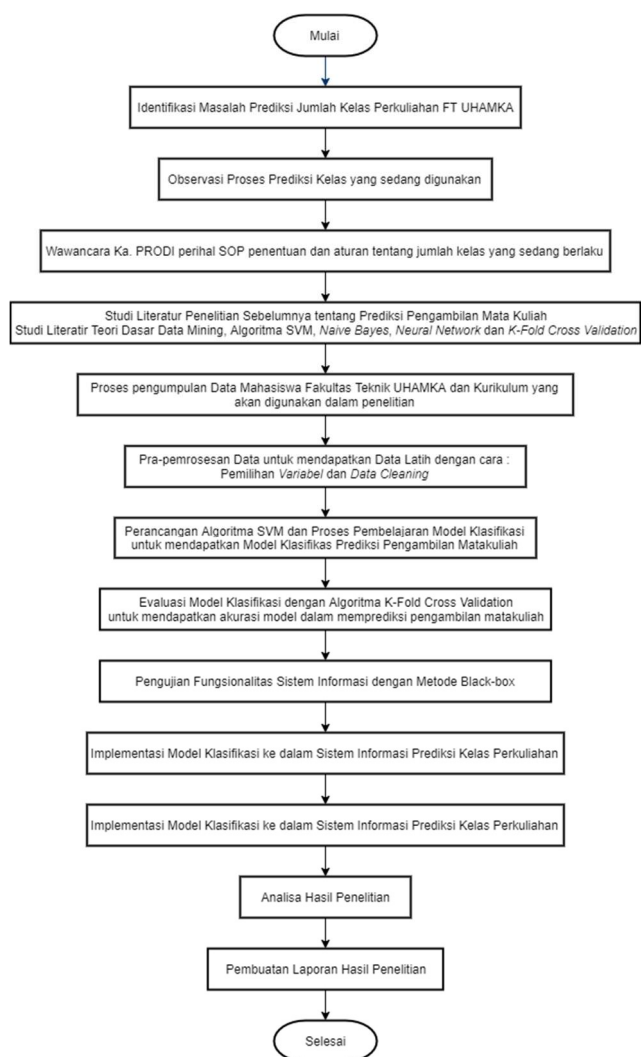 Mulai
Identifikasi Masalah Prediksi Jumlah Kelas Perkuliahan FT UHAMKA
Observasi Proses Prediksi Kelas yang sedang digunakan
Wawancara Ka. PRODI perihal SOP penentuan dan aturan tentang jumlah kelas yang sedang berlaku
Studi Literatur Penelitian Sebelumnya tentang Prediksi Pengambilan Mata Kuliah
Studi Literatir Teori Dasar Data Mining, Algoritma SVM, Naive Bayes, Neural Network dan K-Fold Cross Validation
Proses pengumpulan Data Mahasiswa Fakultas Teknik UHAMKA dan Kurikulum yang
akan digunakan dalam penelitian
Pra-pemrosesan Data untuk mendapatkan Data Latih dengan cara :
Pemilihan Variabel dan Data Cleaning
Perancangan Algoritma SVM dan Proses Pembelajaran Model Klasifikasi
untuk mendapatkan Model Klasifikas Prediksi Pengambilan Matakuliah
Evaluasi Model Klasifikasi dengan Algoritma K-Fold Cross Validation
untuk mendapatkan akurasi model dalam memprediksi pengambilan matakuliah
Pengujian Fungsionalitas Sistem Informasi dengan Metode Black-box
Implementasi Model Klasifikasi ke dalam Sistem Informasi Prediksi Kelas Perkuliahan
Implementasi Model Klasifikasi ke dalam Sistem Informasi Prediksi Kelas Perkuliahan
Analisa Hasil Penelitian
Pembuatan Laporan Hasil Penelitian
Selesai